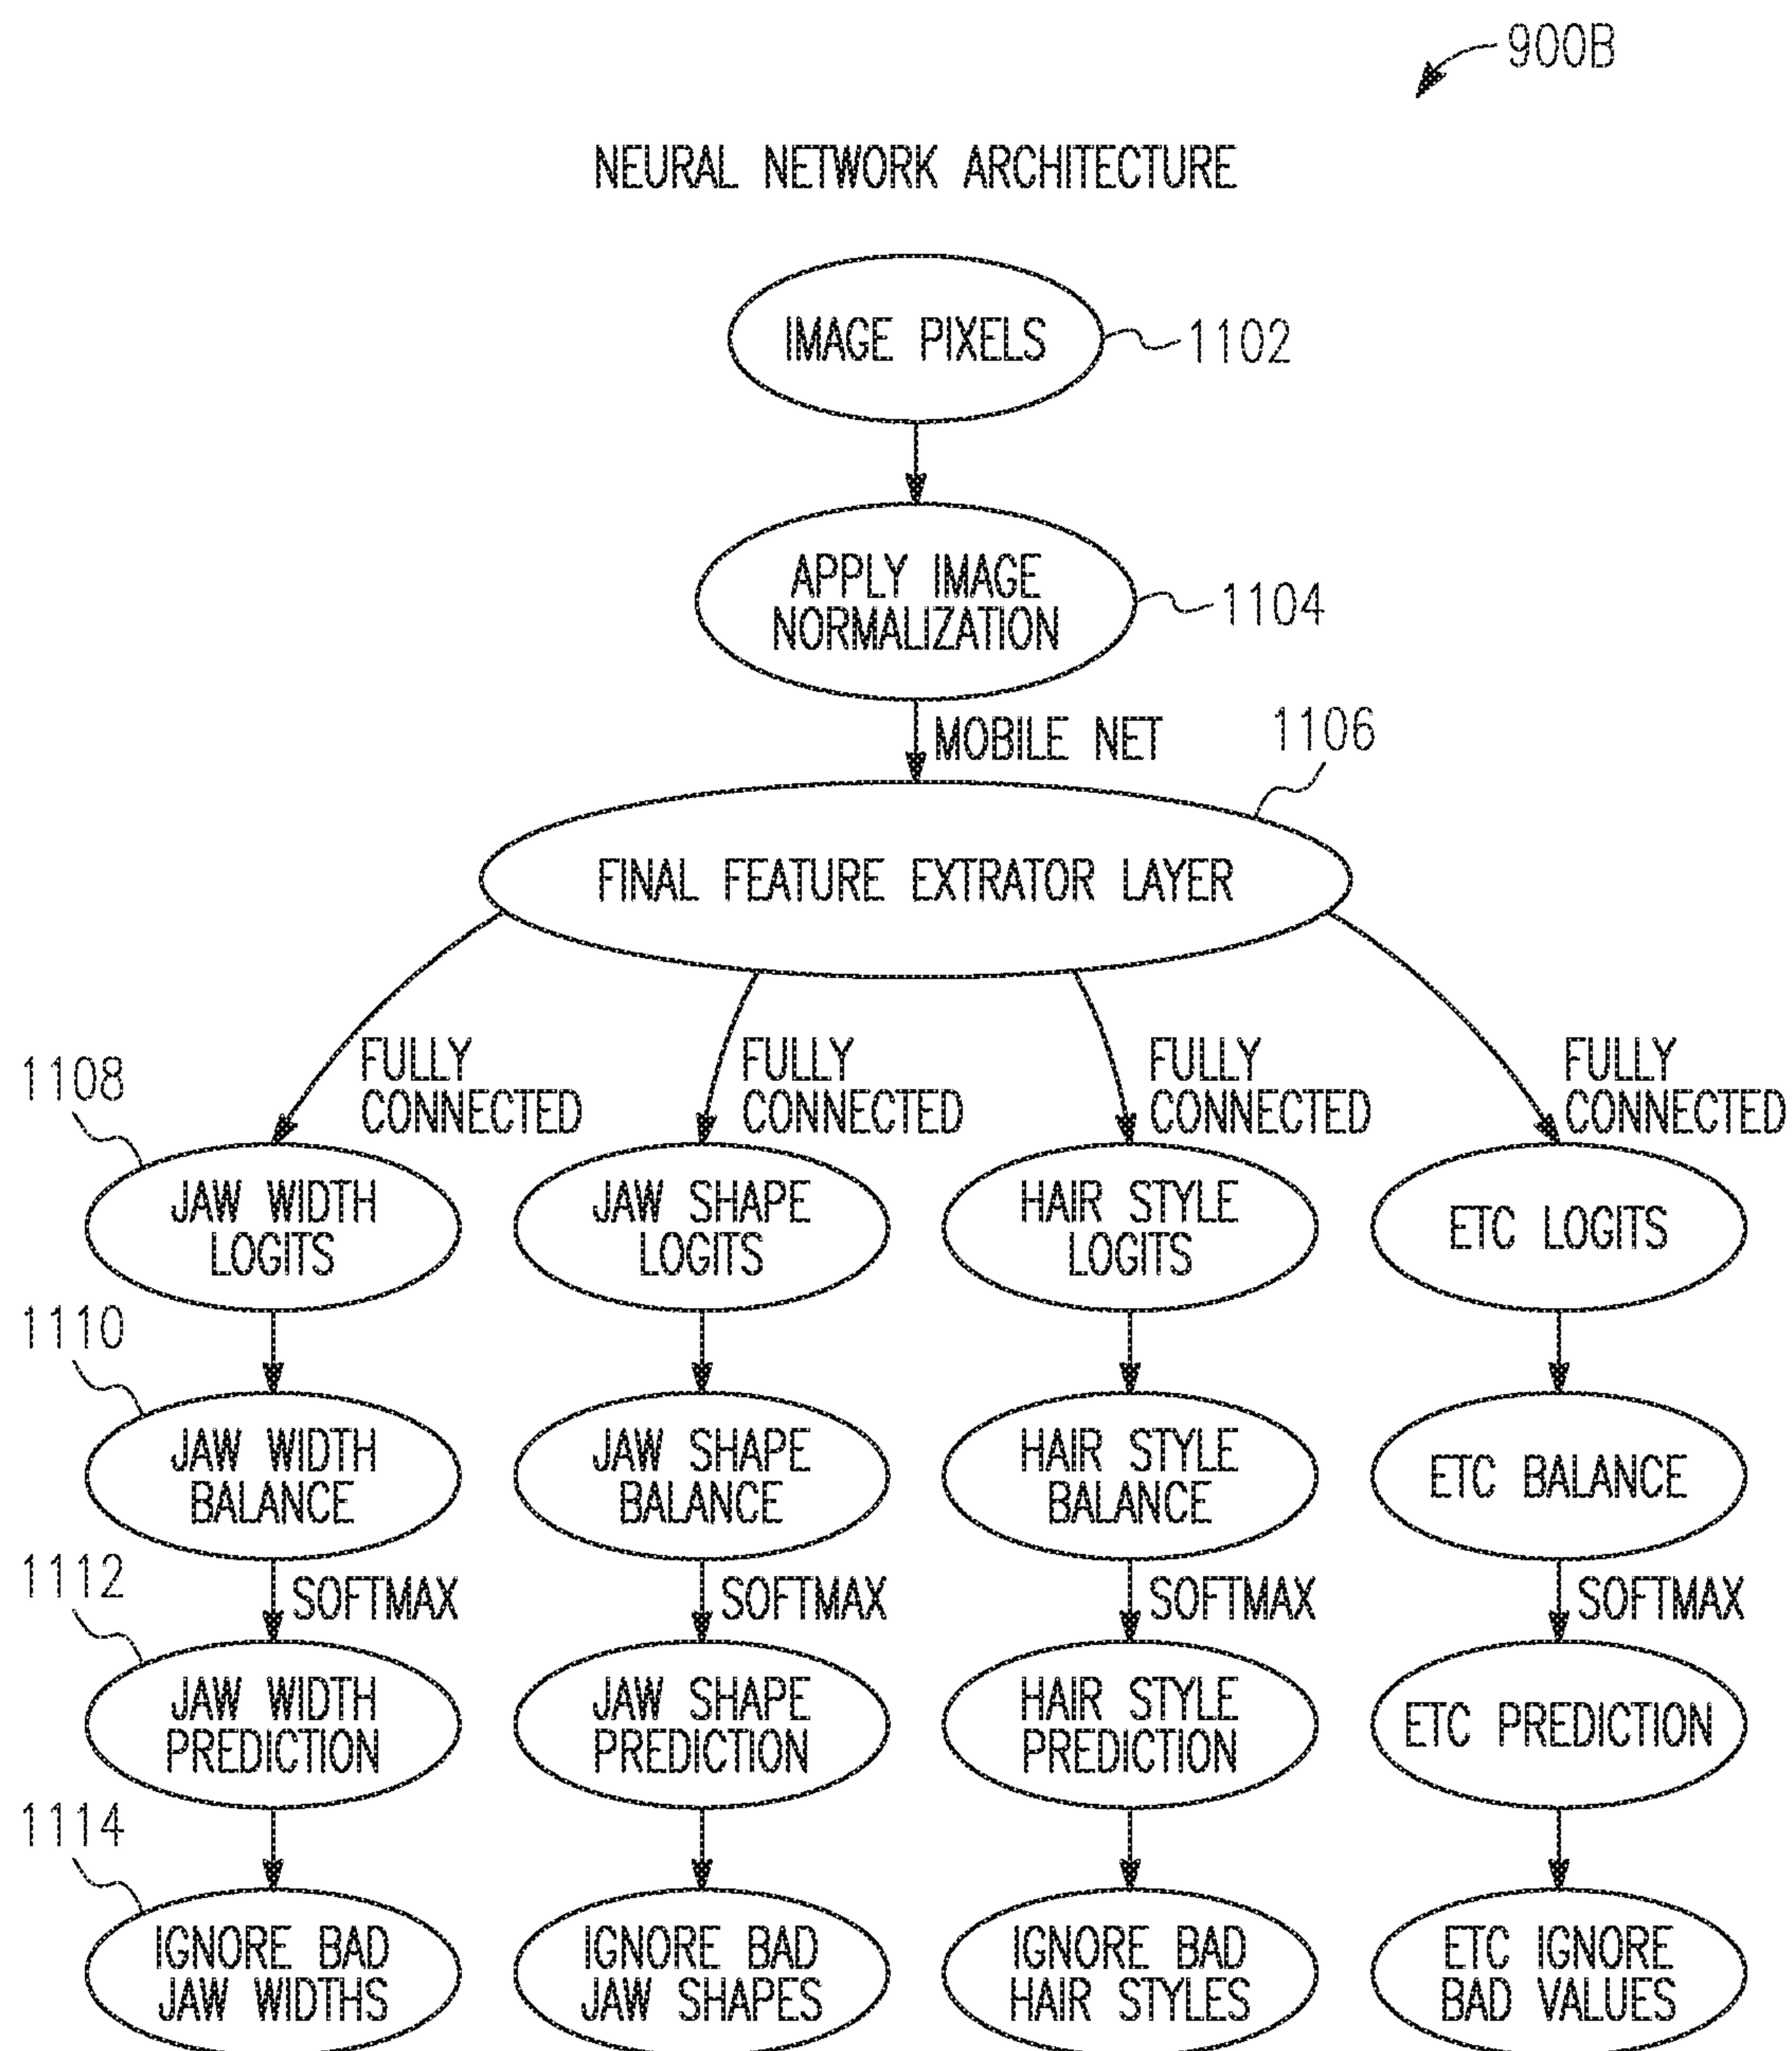 900B
NEURAL NETWORK ARCHITECTURE
IMAGE PIXELS
1102
APPLY IMAGE
NORMALIZATION
1104
MOBILE NET
1106
FINAL FEATURE EXTRATOR LAYER
FULLY
CONNECTED
FULLY
CONNECTED
FULLY
CONNECTED
FULLY
CONNECTED
1108
JAW WIDTH
LOGITS
JAW SHAPE
LOGITS
HAIR STYLE
LOGITS
ETC LOGITS
1110
JAW WIDTH
BALANCE
JAW SHAPE
BALANCE
HAIR STYLE
BALANCE
ETC BALANCE
1112
SOFTMAX
SOFTMAX
SOFTMAX
SOFTMAX
JAW WIDTH
PREDICTION
JAW SHAPE
PREDICTION
HAIR STYLE
PREDICTION
ETC PREDICTION
1114
IGNORE BAD
JAW WIDTHS
IGNORE BAD
JAW SHAPES
IGNORE BAD
HAIR STYLES
ETC IGNORE
BAD VALUES